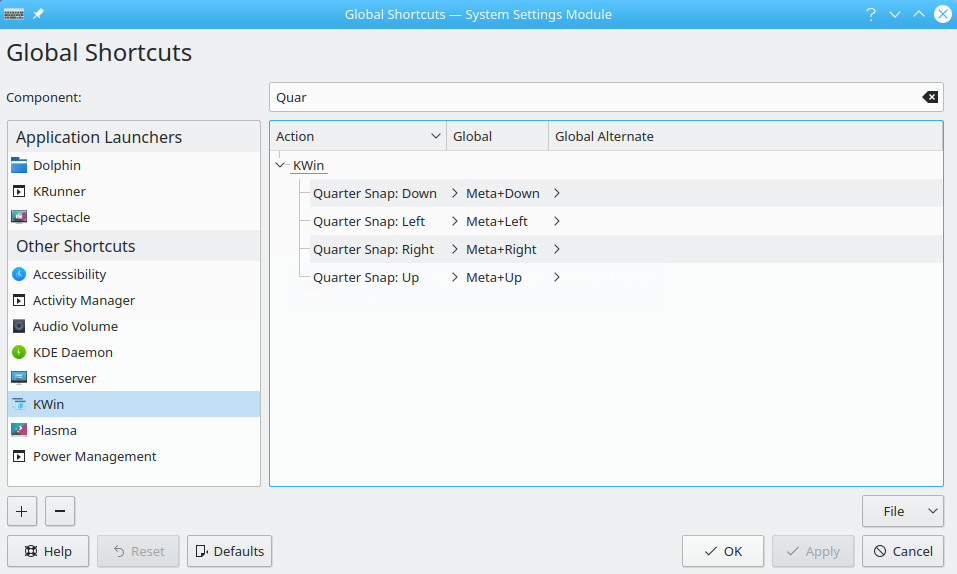 Global Shortcuts — System Settings Module
Global Shortcuts
Component:
Quar
Application Launchers
Dolphin
KRunner
Spectacle
Other Shortcuts
Accessibility
Activity Manager
Audio Volume
KDE Daemon
ksmserver
KWin
Plasma
Power Management
Action Global Global Alternate
KWin
Quarter Snap: Down Meta+Down
Quarter Snap: Left Meta+Left
Quarter Snap: Right Meta+Right
Quarter Snap: Up Meta+Up
File
Help Reset Defaults OK Apply Cancel